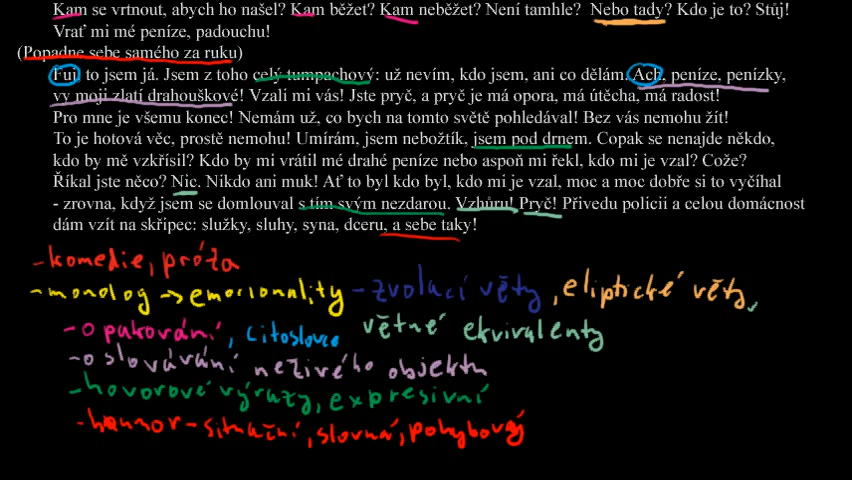 Kam se vrtnout, abych ho našel? Kam běžet? Kam neběžet? Není tamhle? Nebo tady? Kdo je to? Stůj!
Vrať mi mé peníze, padouchu!
(Popadne sebe samého za ruku)
Fuj, to jsem já. Jsem z toho celý tumpachový: už nevím, kdo jsem, ani co dělám. Ach, peníze, penízky,
vy moji zlatí drahouškové! Vzali mi vás! Jste pryč, a pryč je má opora, má útěcha, má radost!
Pro mne je všemu konec! Nemám už, co bych na tomto světě pohledával! Bez vás nemohu žít!
To je hotová věc, prostě nemohu! Umírám, jsem nebožtík, jsem pod drnem. Copak se nenajde někdo,
kdo by mě vzkřísil? Kdo by mi vrátil mé drahé peníze nebo aspoň mi řekl, kdo mi je vzal? Cože?
Říkal jste něco? Nic. Nikdo ani muk! Ať to byl kdo byl, kdo mi je vzal, moc a moc dobře si to vyčíhal
- zrovna, když jsem se domlouval s tím svým nezdarou. Vzhůru! Pryč! Přivedu policii a celou domácnost
dám vzít na skřipec: služky, sluhy, syna, dceru, a sebe taky!
-komedie, próza
-monolog → emocionality -zvolací věty, eliptické věty,
-opakování, citoslovce větné ekvivalenty
-oslovování neživého objektu
-hovorové výrazy, expresivní
-humor - situační, slovná, pohybový